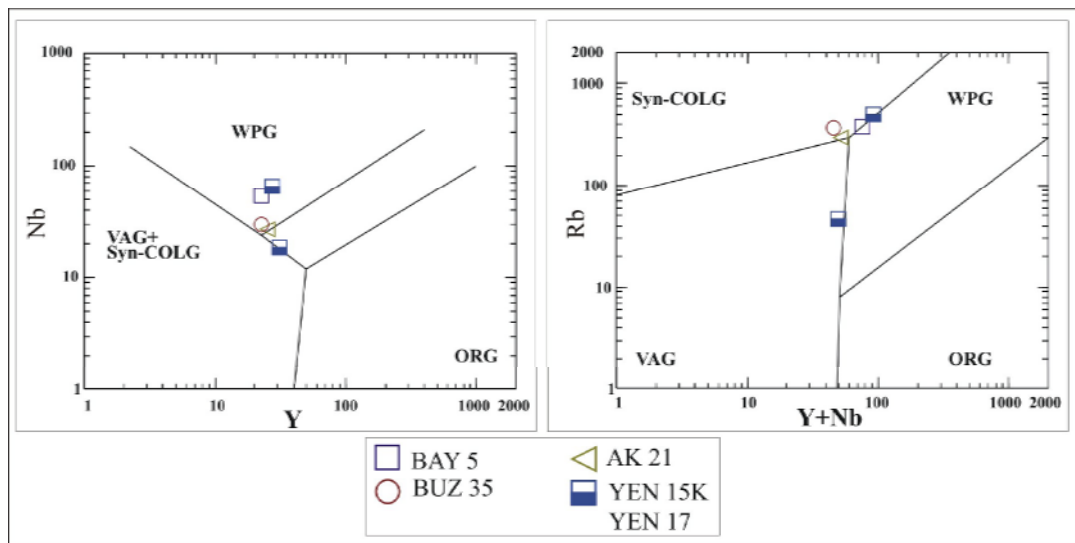 1000
100
10
1
Nb
WPG
VAG+
Syn-COLG
ORG
1
10
100
1000
2000
Y
2000
1000
100
10
1
Rb
Syn-COLG
WPG
VAG
ORG
1
10
100
1000
2000
Y+Nb
BAY 5
BUZ 35
AK 21
YEN 15K
YEN 17